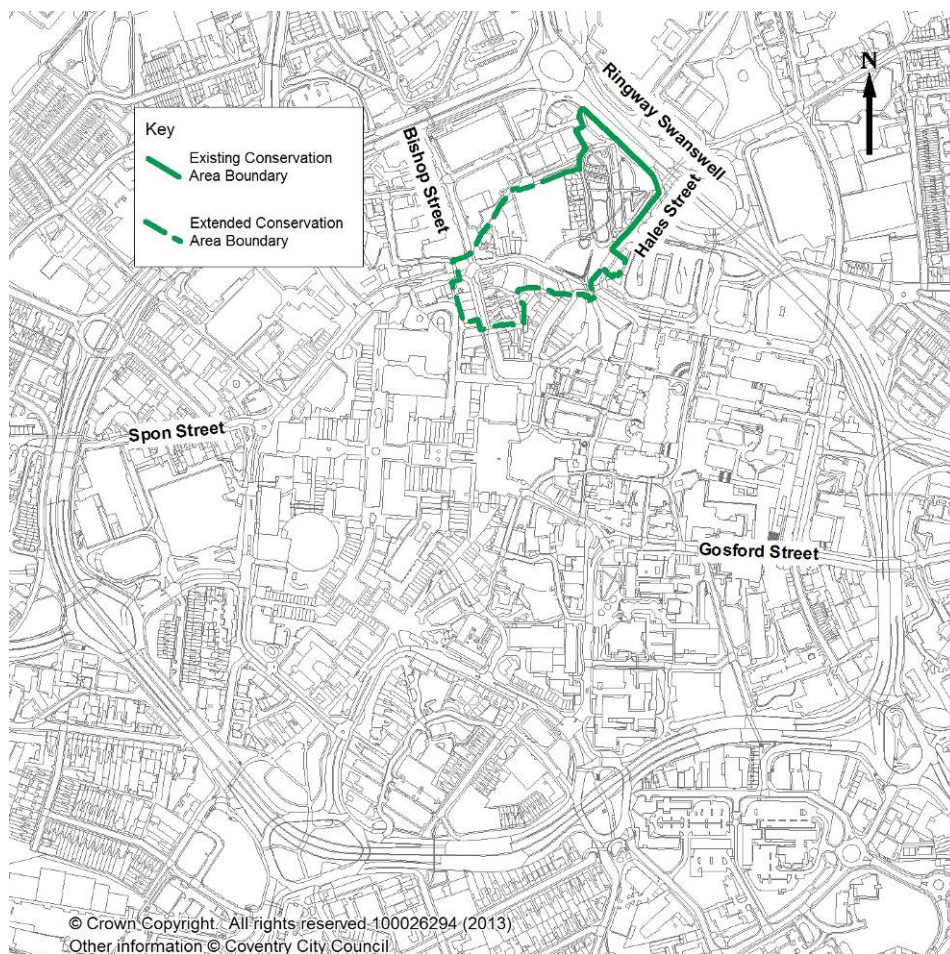 Key
Existing Conservation
Area Boundary
Extended Conservation
Area Boundary
Bishop Street
Ringway Swanswell
Hales Street
N
Spon Street
Gosford Street
© Crown Copyright. All rights reserved 100026294 (2013)
Other information © Coventry City Council